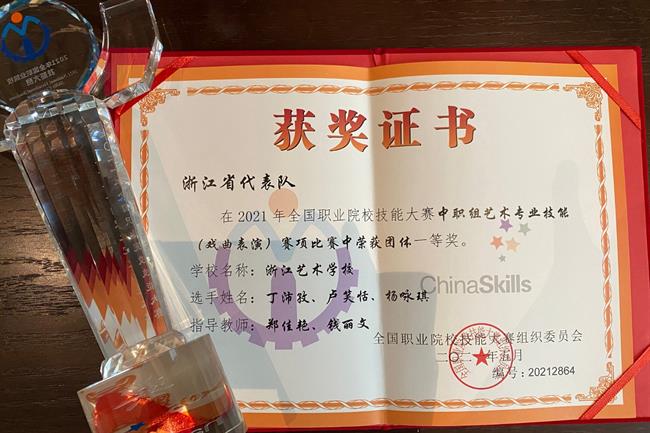 获奖证书
浙江省代表队
在2021年全国职业院校技能大赛中职组艺术专业技能
(戏曲表演)赛项比赛中荣获团体一等奖。
学校名称:浙江艺术学校
ChinaSkills
选手姓名:丁沛孜、卢笑恬、杨咏琪
指导教师:郑佳艳、钱丽文
全国职业院校技能大赛组织委员会
二〇二一年五月
编号:20212864